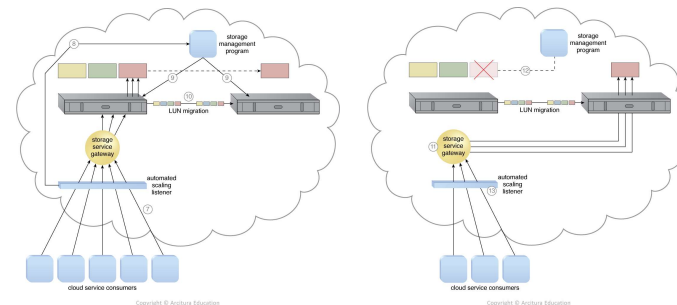 8
storage
management
program
9
9
10
LUN migration
storage
service
gateway
automated
scaling
listener
7
cloud service consumers
Copyright © Arcitura Education
storage
management
program
12
LUN migration
11
storage
service
gateway
automated
scaling
listener
13
cloud service consumers
Copyright © Arcitura Education